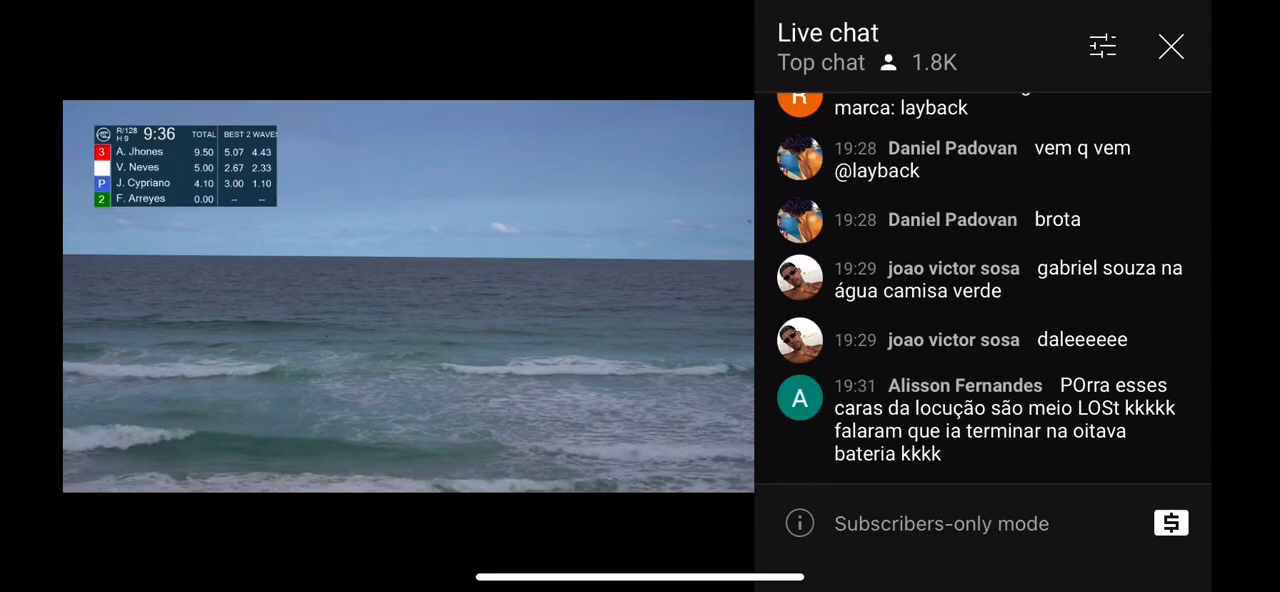 R/128
H 9
9:36 TOTAL BEST 2 WAVES
3 A. Jhones 9.50 5.07 4.43
V. Neves 5.00 2.67 2.33
P J. Cypriano 4.10 3.00 1.10
2 F. Arreyes 0.00 -- --
Live chat
Top chat 1.8K
R
marca: layback
19:28 Daniel Padovan vem q vem
@layback
19:28 Daniel Padovan brota
19:29 joao victor sosa gabriel souza na
água camisa verde
19:29 joao victor sosa daleeeeee
A
19:31 Alisson Fernandes POrra esses
caras da locução são meio LOSt kkkkk
falaram que ia terminar na oitava
bateria kkkk
Subscribers-only mode
$